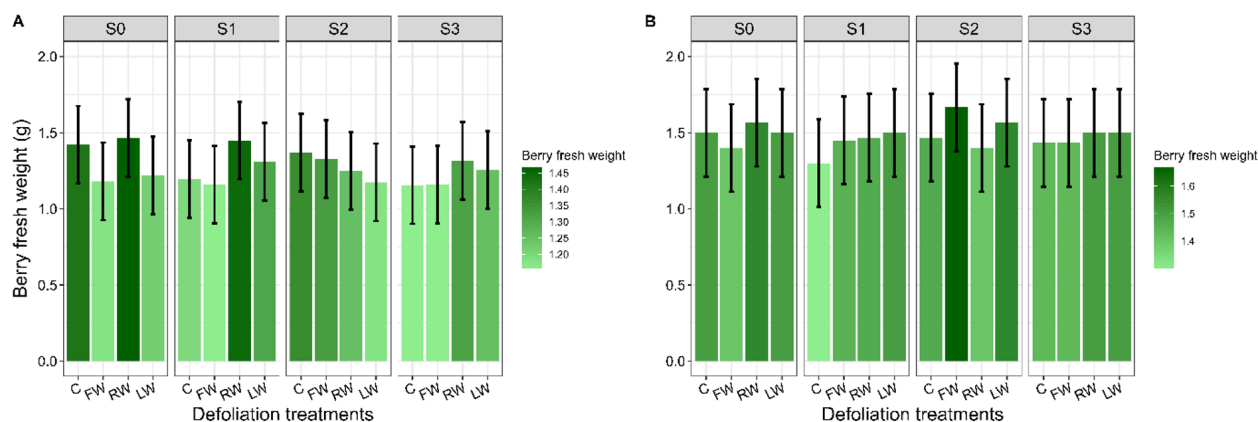 A
S0 S1 S2 S3
Berry fresh weight (g)
2.0
1.5
1.0
0.5
0.0
C FW RW LW C FW RW LW C FW RW LW C FW RW LW
Defoliation treatments
Berry fresh weight
1.45
1.40
1.35
1.30
1.25
1.20
B
S0 S1 S2 S3
Berry fresh weight (g)
2.0
1.5
1.0
0.5
0.0
C FW RW LW C FW RW LW C FW RW LW C FW RW LW
Defoliation treatments
Berry fresh weight
1.6
1.5
1.4